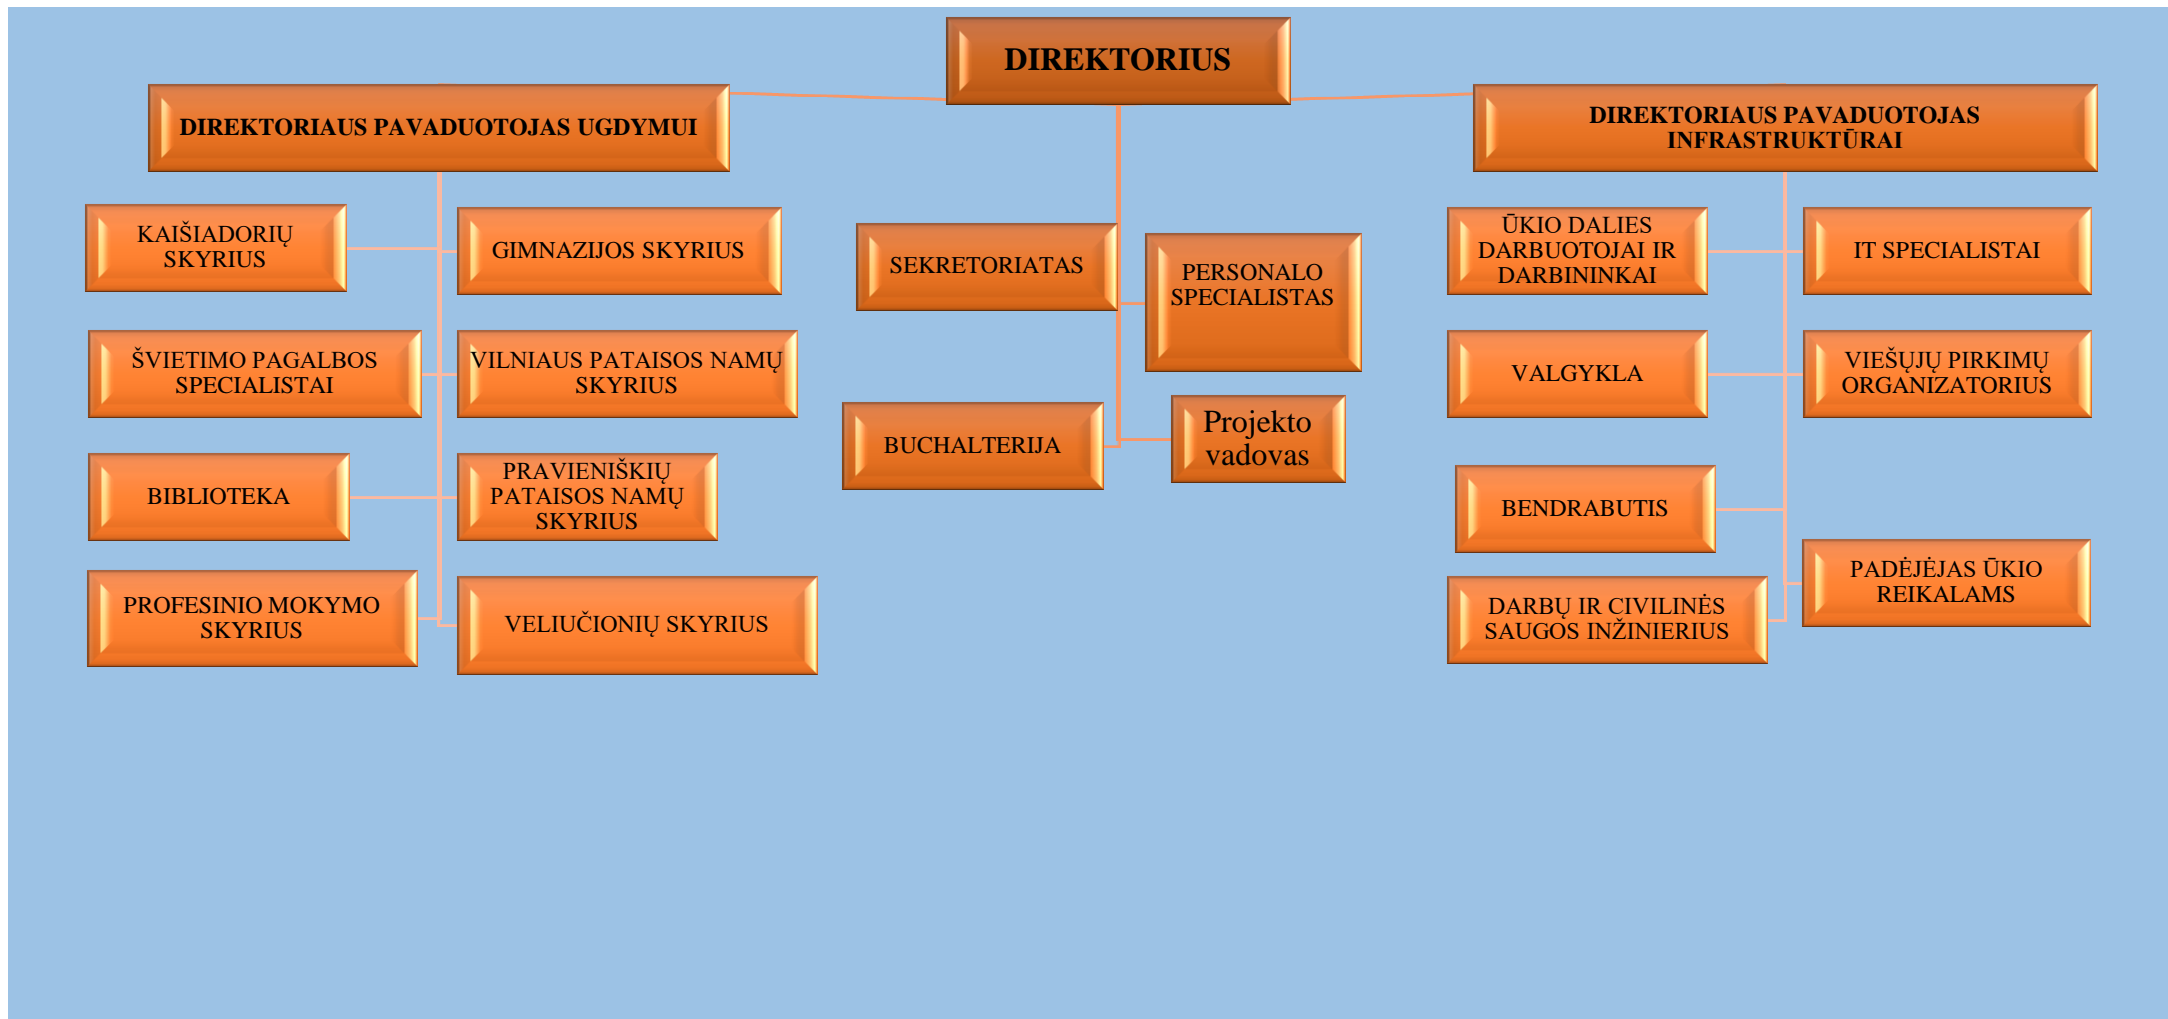 DIREKTORIUS
DIREKTORIAUS PAVADUOTOJAS UGDYMUI
KAIŠIADORIŲ
SKYRIUS
GIMNAZIJOS SKYRIUS
ŠVIETIMO PAGALBOS
SPECIALISTAI
VILNIAUS PATAISOS NAMŲ
SKYRIUS
BIBLIOTEKA
PRAVIENIŠKIŲ
PATAISOS NAMŲ
SKYRIUS
PROFESINIO MOKYMO
SKYRIUS
VELIUČIONIŲ SKYRIUS
SEKRETORIATAS
PERSONALO
SPECIALISTAS
BUCHALTERIJA
Projekto
vadovas
DIREKTORIAUS PAVADUOTOJAS
INFRASTRUKTŪRAI
ŪKIO DALIES
DARBUOTOJAI IR
DARBININKAI
IT SPECIALISTAI
VALGYKLA
VIEŠŲJŲ PIRKIMŲ
ORGANIZATORIUS
BENDRABUTIS
PADĖJĖJAS ŪKIO
REIKALAMS
DARBŲ IR CIVILINĖS
SAUGOS INŽINIERIUS